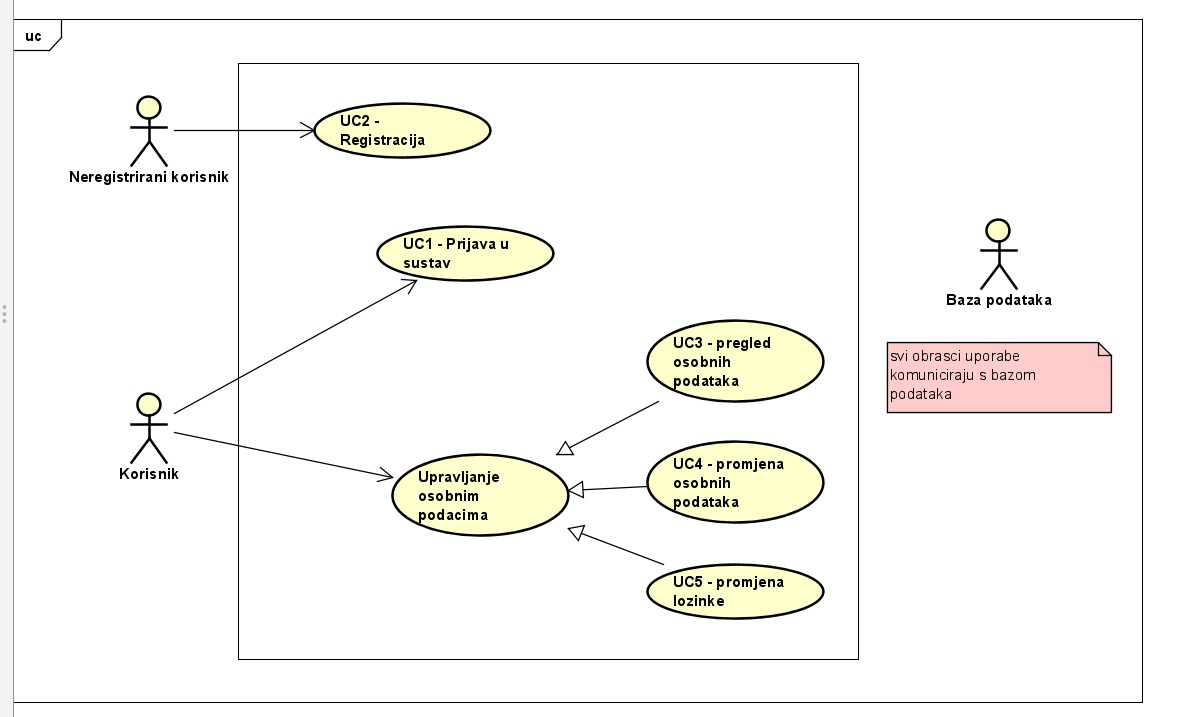 uc
UC2 -
Registracija
Neregistrirani korisnik
UC1 - Prijava u
sustav
Baza podataka
UC3 - pregled
osobnih
podataka
svi obrasci uporabe
komuniciraju s bazom
podataka
Korisnik
Upravljanje
osobnim
podacima
UC4 - promjena
osobnih
podataka
UC5 - promjena
lozinke